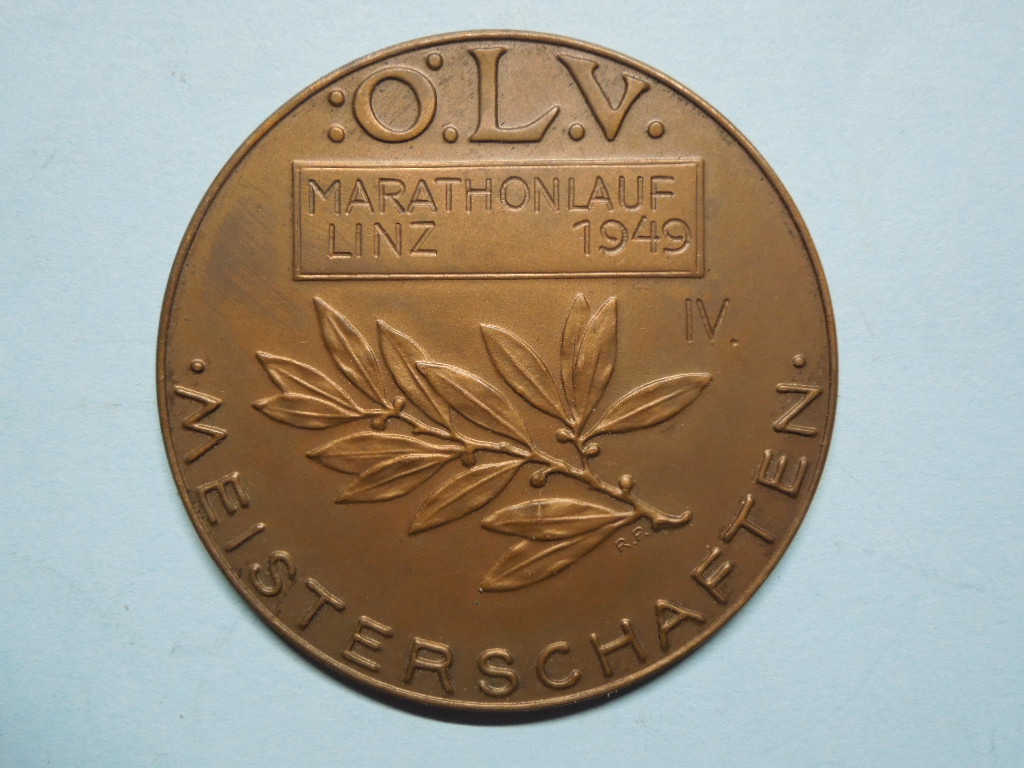 :Ö.L.V.
MARATHONLAUF
LINZ 1949
IV.
R.P.
·MEISTERSCHAFTEN·